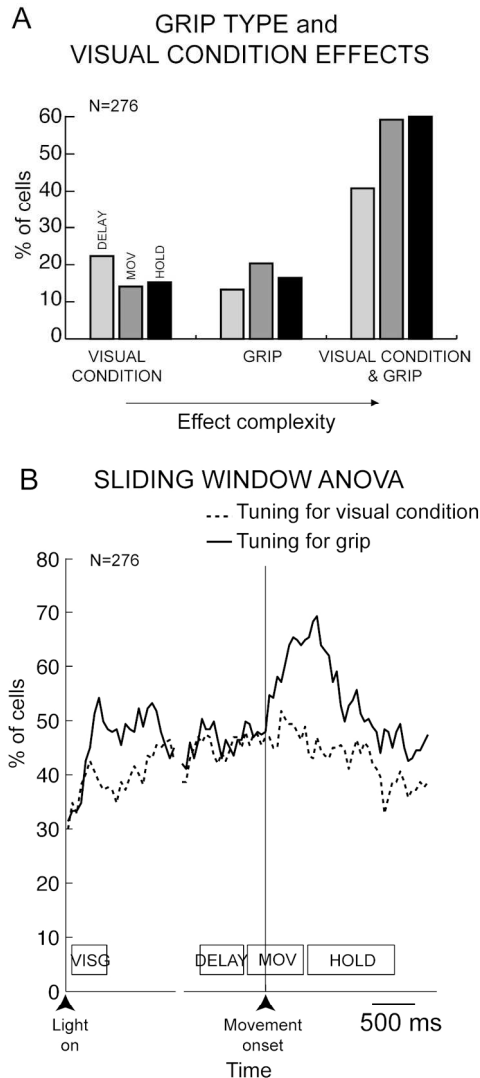 A
GRIP TYPE and
VISUAL CONDITION EFFECTS
N=276
% of cells
60
50
40
30
20
10
0
DELAY
MOV
HOLD
VISUAL
CONDITION
GRIP
VISUAL CONDITION
& GRIP
Effect complexity
B
SLIDING WINDOW ANOVA
Tuning for visual condition
Tuning for grip
N=276
% of cells
80
70
60
50
40
30
20
10
0
VISG
DELAY
MOV
HOLD
Light
on
Movement
onset
500 ms
Time